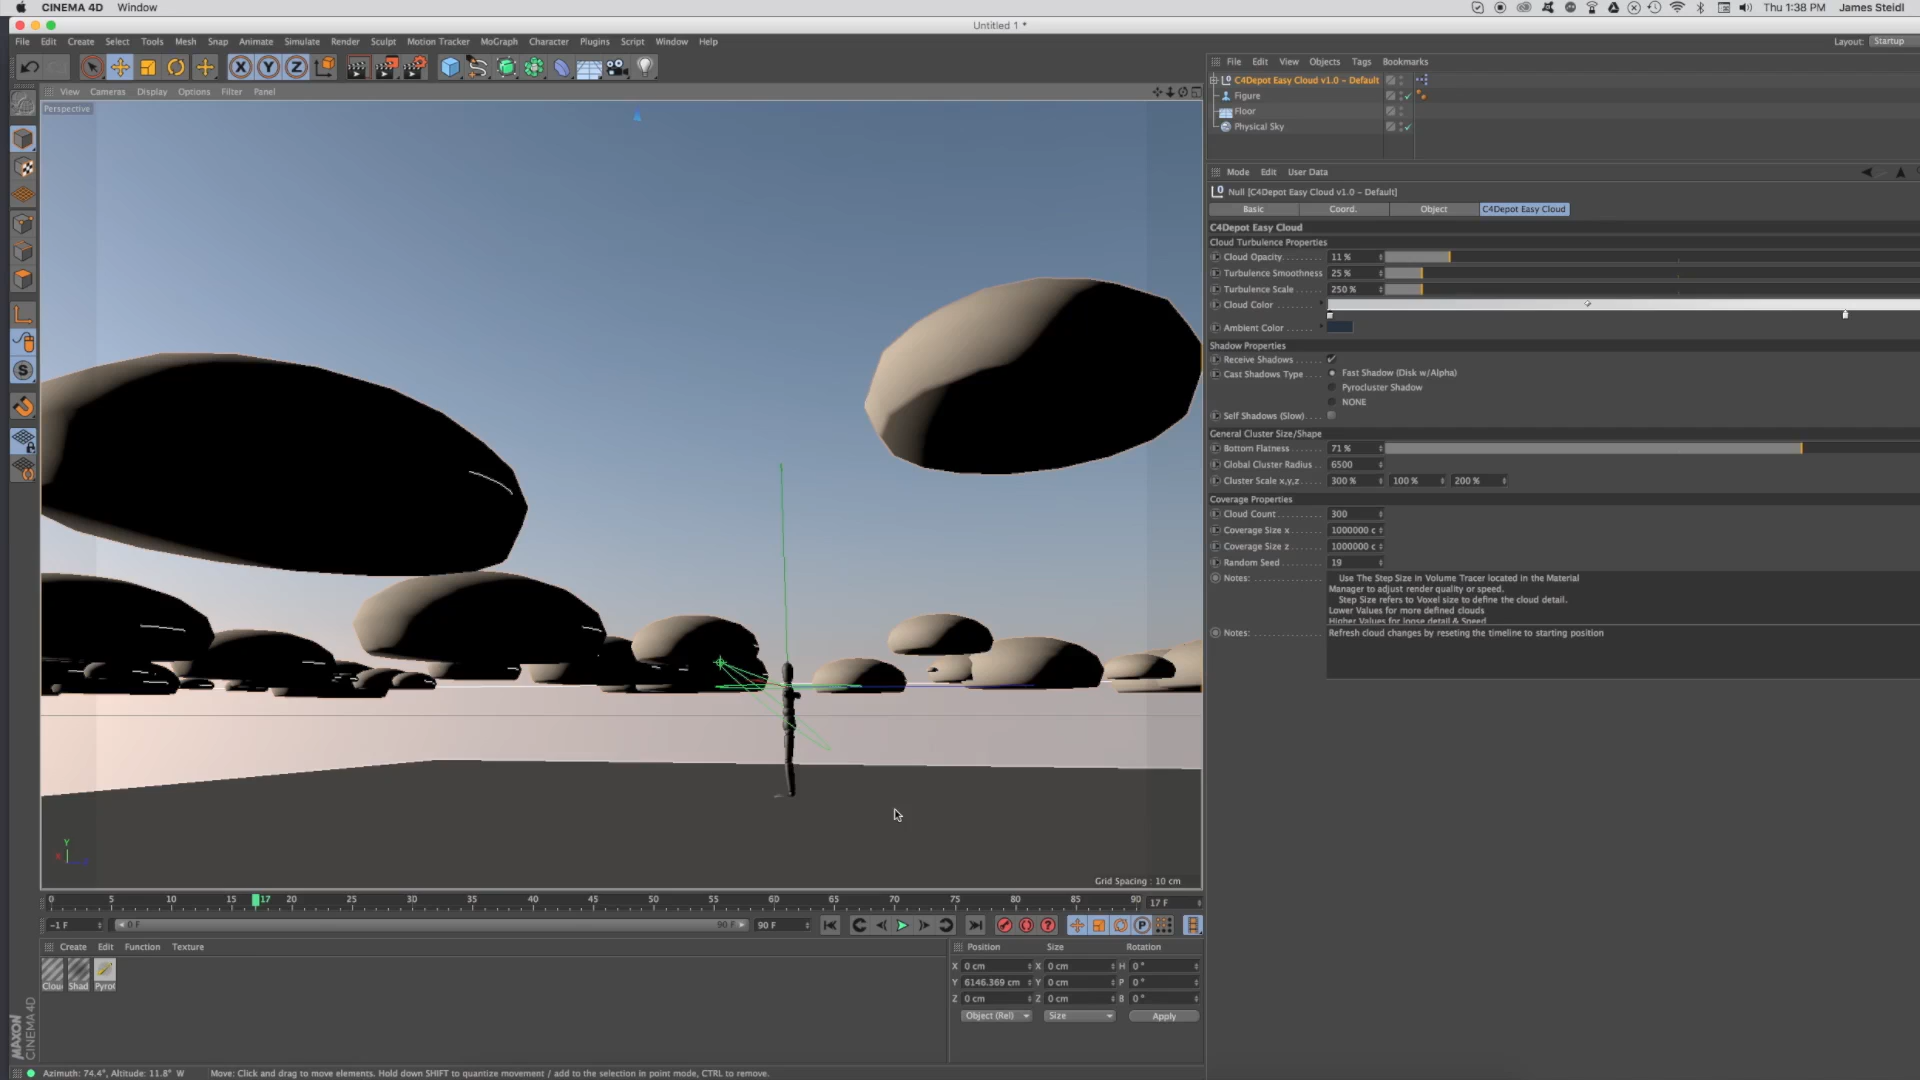 CINEMA 4D Window
Thu 1:38 PM James Steidl
Untitled 1 *
File Edit Create Select Tools Mesh Snap Animate Simulate Render Sculpt Motion Tracker MoGraph Character Plugins Script Window Help
Layout: Startup
View Cameras Display Options Filter Panel
Perspective
Grid Spacing : 10 cm
File Edit View Objects Tags Bookmarks
C4Depot Easy Cloud v1.0 - Default
Figure
Floor
Physical Sky
Mode Edit User Data
Null [C4Depot Easy Cloud v1.0 - Default]
Basic Coord. Object C4Depot Easy Cloud
C4Depot Easy Cloud
Cloud Turbulence Properties
Cloud Opacity 11 %
Turbulence Smoothness 25 %
Turbulence Scale 250 %
Cloud Color
Ambient Color
Shadow Properties
Receive Shadows
Cast Shadows Type Fast Shadow (Disk w/Alpha)
Pyrocluster Shadow
NONE
Self Shadows (Slow)
General Cluster Size/Shape
Bottom Flatness 71 %
Global Cluster Radius 6500
Cluster Scale x,y,z 300 % 100 % 200 %
Coverage Properties
Cloud Count 300
Coverage Size x 1000000 c
Coverage Size z 1000000 c
Random Seed 19
Notes: Use The Step Size in Volume Tracer located in the Material
Manager to adjust render quality or speed.
Step Size refers to Voxel size to define the cloud detail.
Lower Values for more defined clouds
Higher Values for loose detail & Speed
Notes: Refresh cloud changes by reseting the timeline to starting position
0 5 10 15 17 20 25 30 35 40 45 50 55 60 65 70 75 80 85 90 17 F
-1 F 0 F 90 F 90 F
Create Edit Function Texture
Clou Shad PyroC
Position Size Rotation
X 0 cm X 0 cm H 0 °
Y 6146.369 cm Y 0 cm P 0 °
Z 0 cm Z 0 cm B 0 °
Object (Rel) Size Apply
MAXON
CINEMA 4D
Azimuth: 74.4°, Altitude: 11.8° W Move: Click and drag to move elements. Hold down SHIFT to quantize movement / add to the selection in point mode, CTRL to remove.